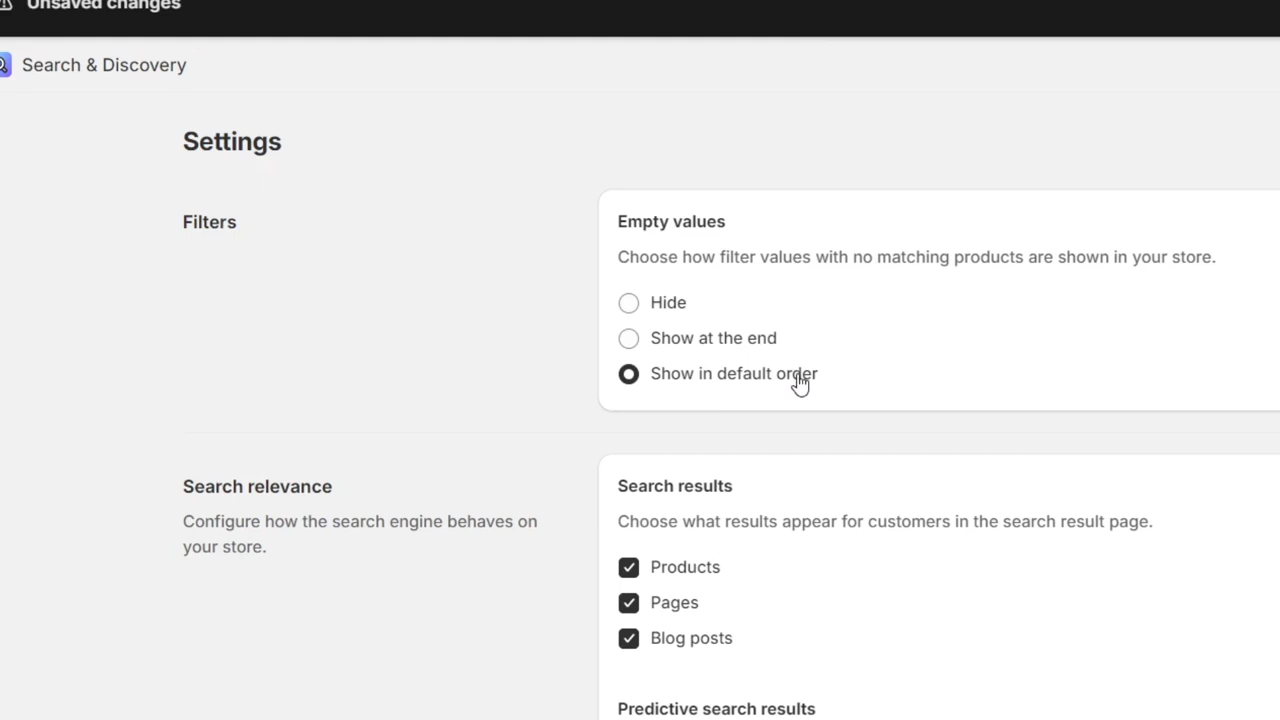 Unsaved changes
Search & Discovery
Settings
Filters
Empty values
Choose how filter values with no matching products are shown in your store.
Hide
Show at the end
Show in default order
Search relevance
Configure how the search engine behaves on
your store.
Search results
Choose what results appear for customers in the search result page.
Products
Pages
Blog posts
Predictive search results